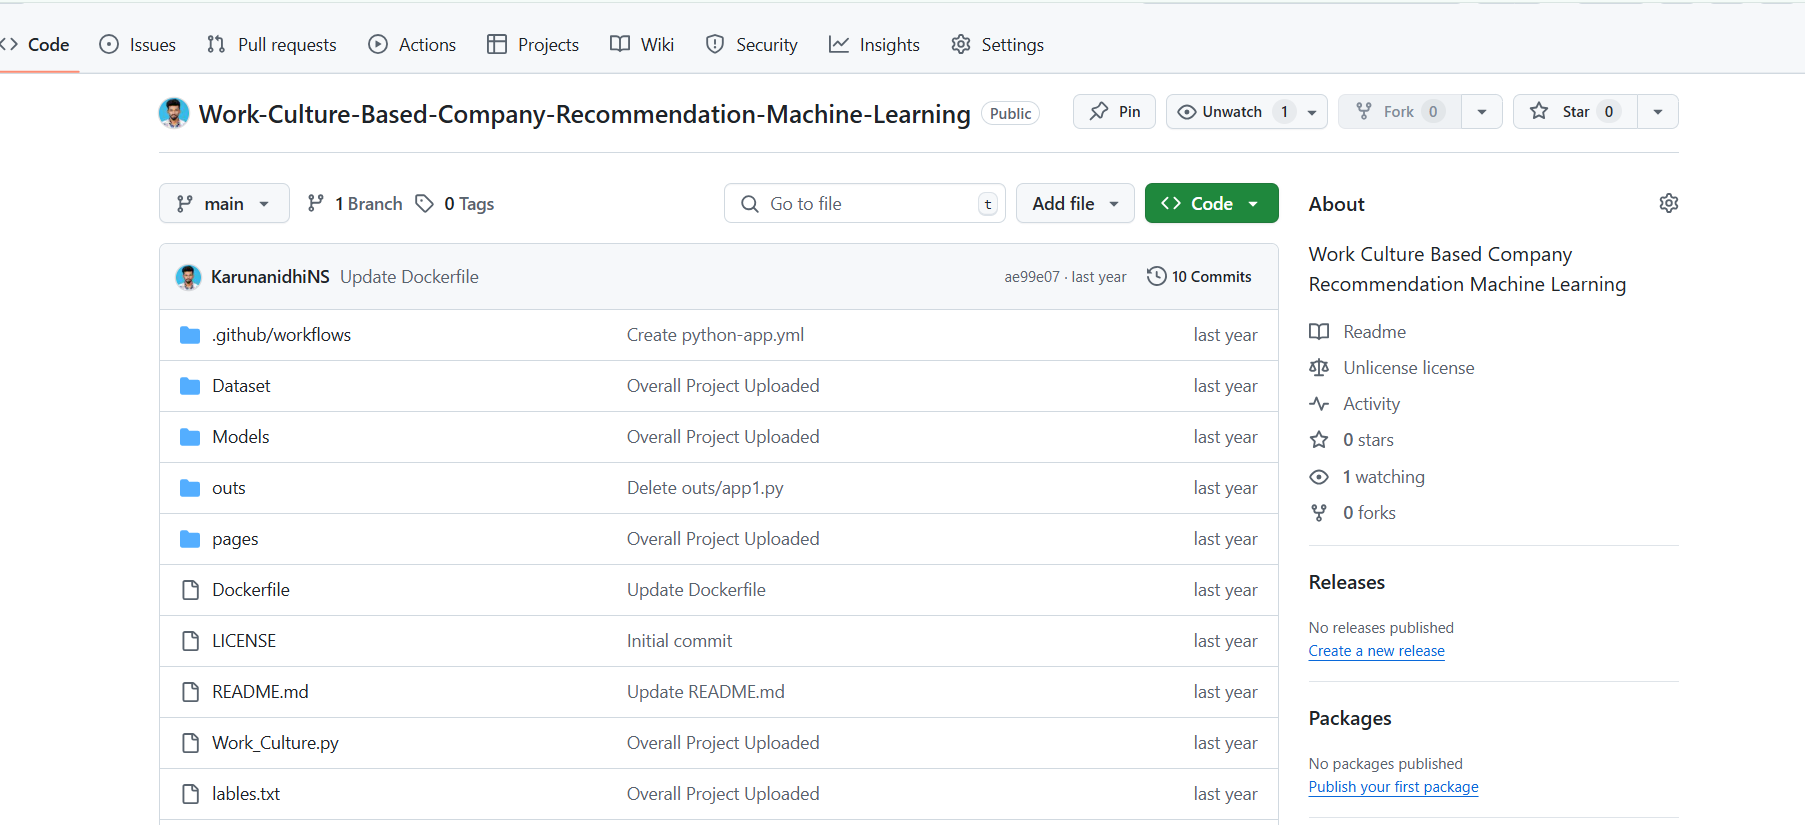 Code Issues Pull requests Actions Projects Wiki Security Insights Settings
Work-Culture-Based-Company-Recommendation-Machine-Learning Public Pin Unwatch 1 Fork 0 Star 0
main 1 Branch 0 Tags Go to file t Add file Code
KarunanidhiNS Update Dockerfile ae99e07 · last year 10 Commits
.github/workflows Create python-app.yml last year
Dataset Overall Project Uploaded last year
Models Overall Project Uploaded last year
outs Delete outs/app1.py last year
pages Overall Project Uploaded last year
Dockerfile Update Dockerfile last year
LICENSE Initial commit last year
README.md Update README.md last year
Work_Culture.py Overall Project Uploaded last year
lables.txt Overall Project Uploaded last year
About
Work Culture Based Company
Recommendation Machine Learning
Readme
Unlicense license
Activity
0 stars
1 watching
0 forks
Releases
No releases published
Create a new release
Packages
No packages published
Publish your first package